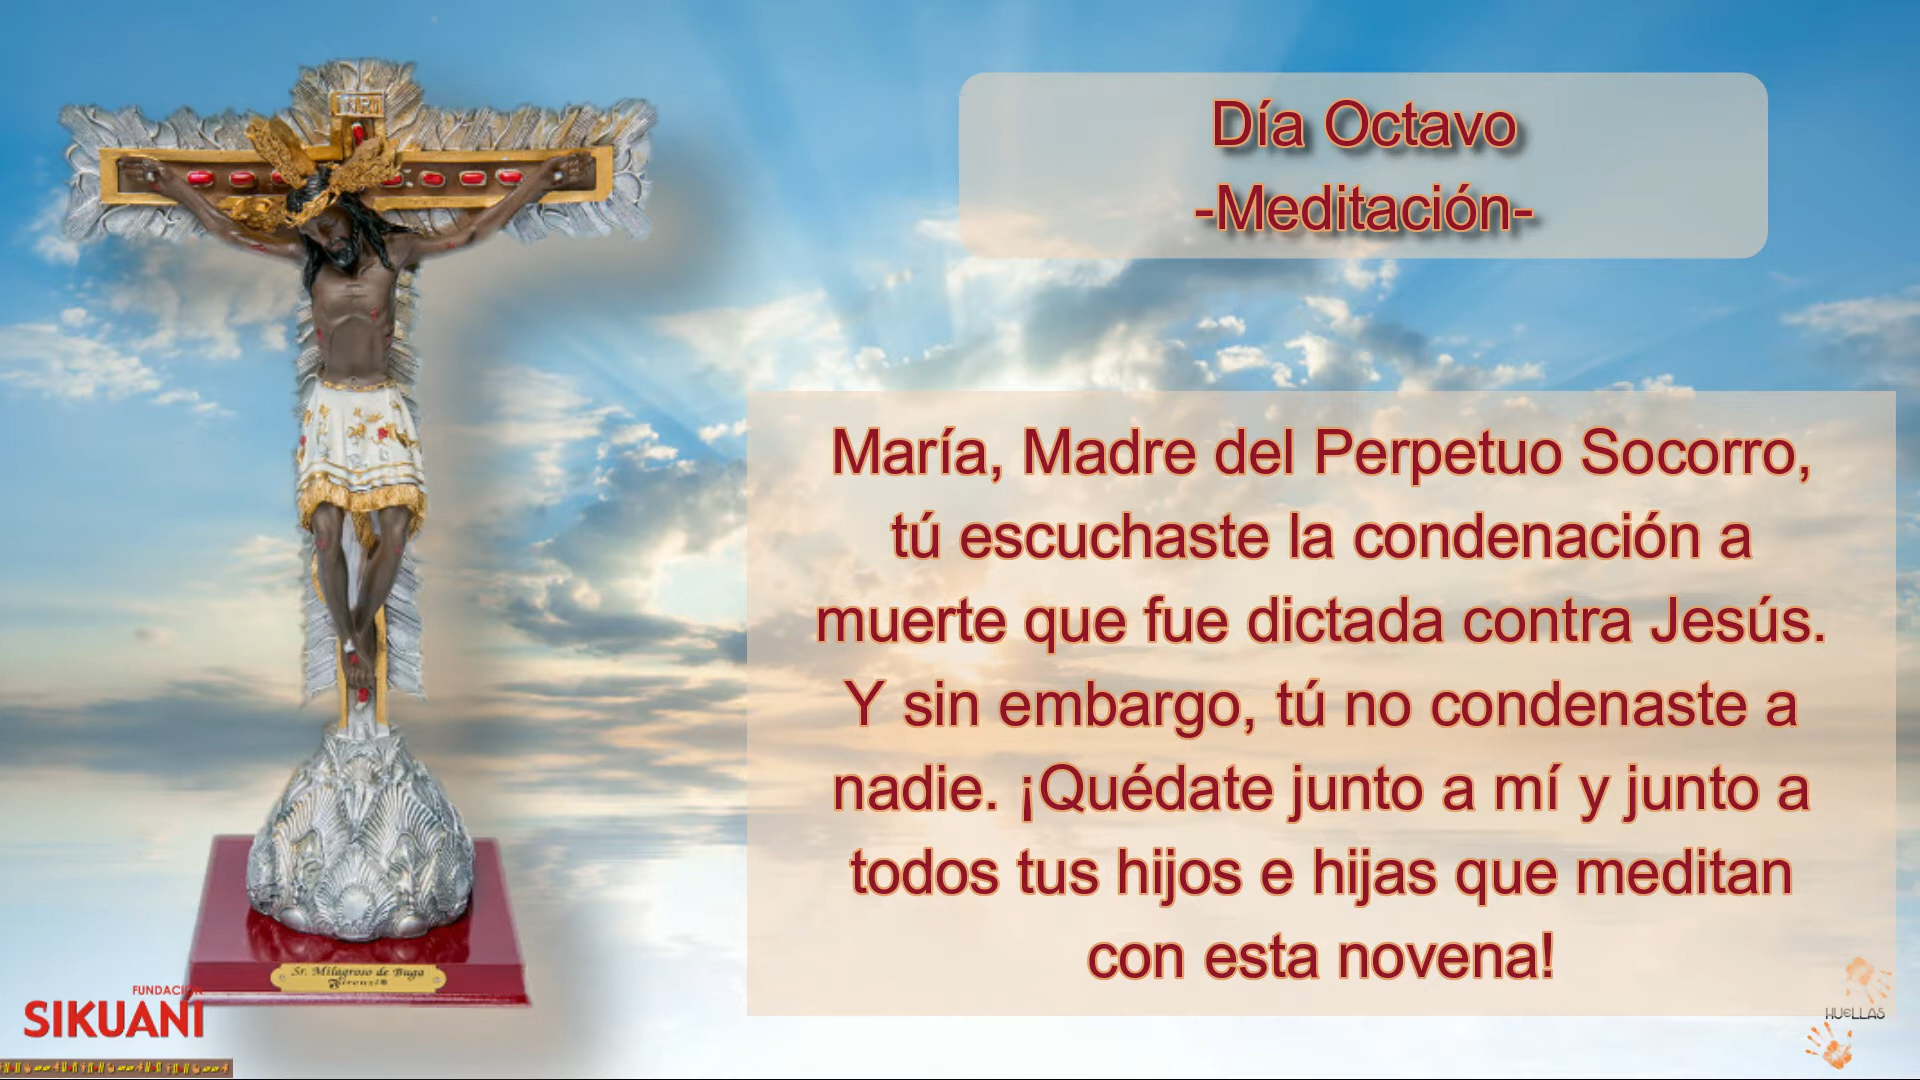 INRI
Día Octavo
-Meditación-
María, Madre del Perpetuo Socorro,
tú escuchaste la condenación a
muerte que fue dictada contra Jesús.
Y sin embargo, tú no condenaste a
nadie. ¡Quédate junto a mí y junto a
todos tus hijos e hijas que meditan
con esta novena!
Sr. Milagroso de Buga
FUNDACIÓN
SIKUANI
HUELLAS